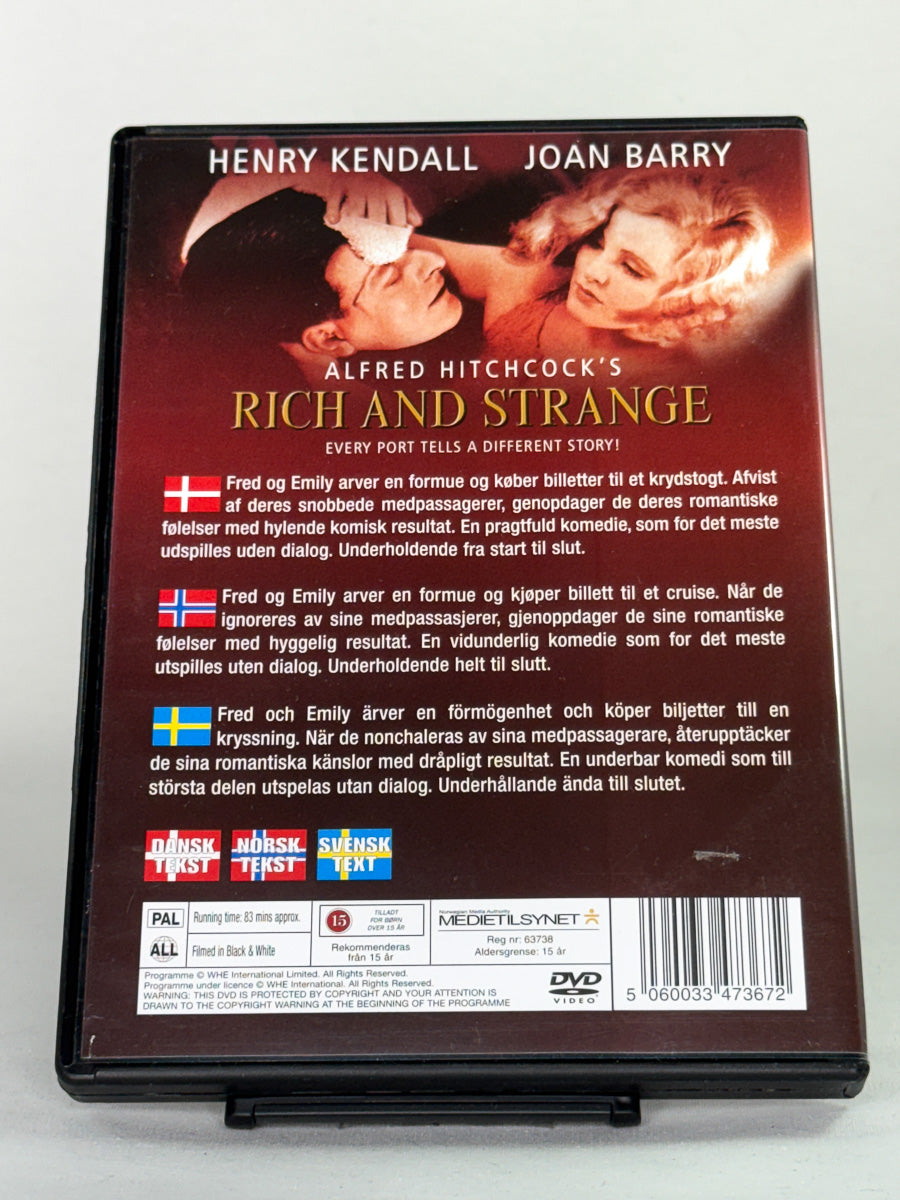 HENRY KENDALL JOAN BARRY
ALFRED HITCHCOCK'S
RICH AND STRANGE
EVERY PORT TELLS A DIFFERENT STORY!
Fred og Emily arver en formue og køber billetter til et krydstogt. Afvist
af deres snobbede medpassagerer, genopdager de deres romantiske
følelser med hylende komisk resultat. En pragtfuld komedie, som for det meste
udspilles uden dialog. Underholdende fra start til slut.
Fred og Emily arver en formue og kjøper billett til et cruise. Når de
ignoreres av sine medpassasjerer, gjenoppdager de sine romantiske
følelser med hyggelig resultat. En vidunderlig komedie som for det meste
utspilles uten dialog. Underholdende helt til slutt.
Fred och Emily ärver en förmögenhet och köper biljetter till en
kryssning. När de nonchaleras av sina medpassagerare, återupptäcker
de sina romantiska känslor med dråpligt resultat. En underbar komedi som till
största delen utspelas utan dialog. Underhållande ända till slutet.
DANSK TEKST
NORSK TEKST
SVENSK TEXT
PAL
Running time: 83 mins approx.
ALL
Filmed in Black & White
15
TILLADT
FOR BØRN
OVER 15 ÅR
Rekommenderas
från 15 år
Norwegian Media Authority
MEDIETILSYNET
Reg nr: 63738
Aldersgrense: 15 år
Programme © WHE International Limited. All Rights Reserved.
Programme under licence © WHE International. All Rights Reserved.
WARNING: THIS DVD IS PROTECTED BY COPYRIGHT AND YOUR ATTENTION IS
DRAWN TO THE COPYRIGHT WARNING AT THE BEGINNING OF THE PROGRAMME
DVD
VIDEO
5 060033 473672